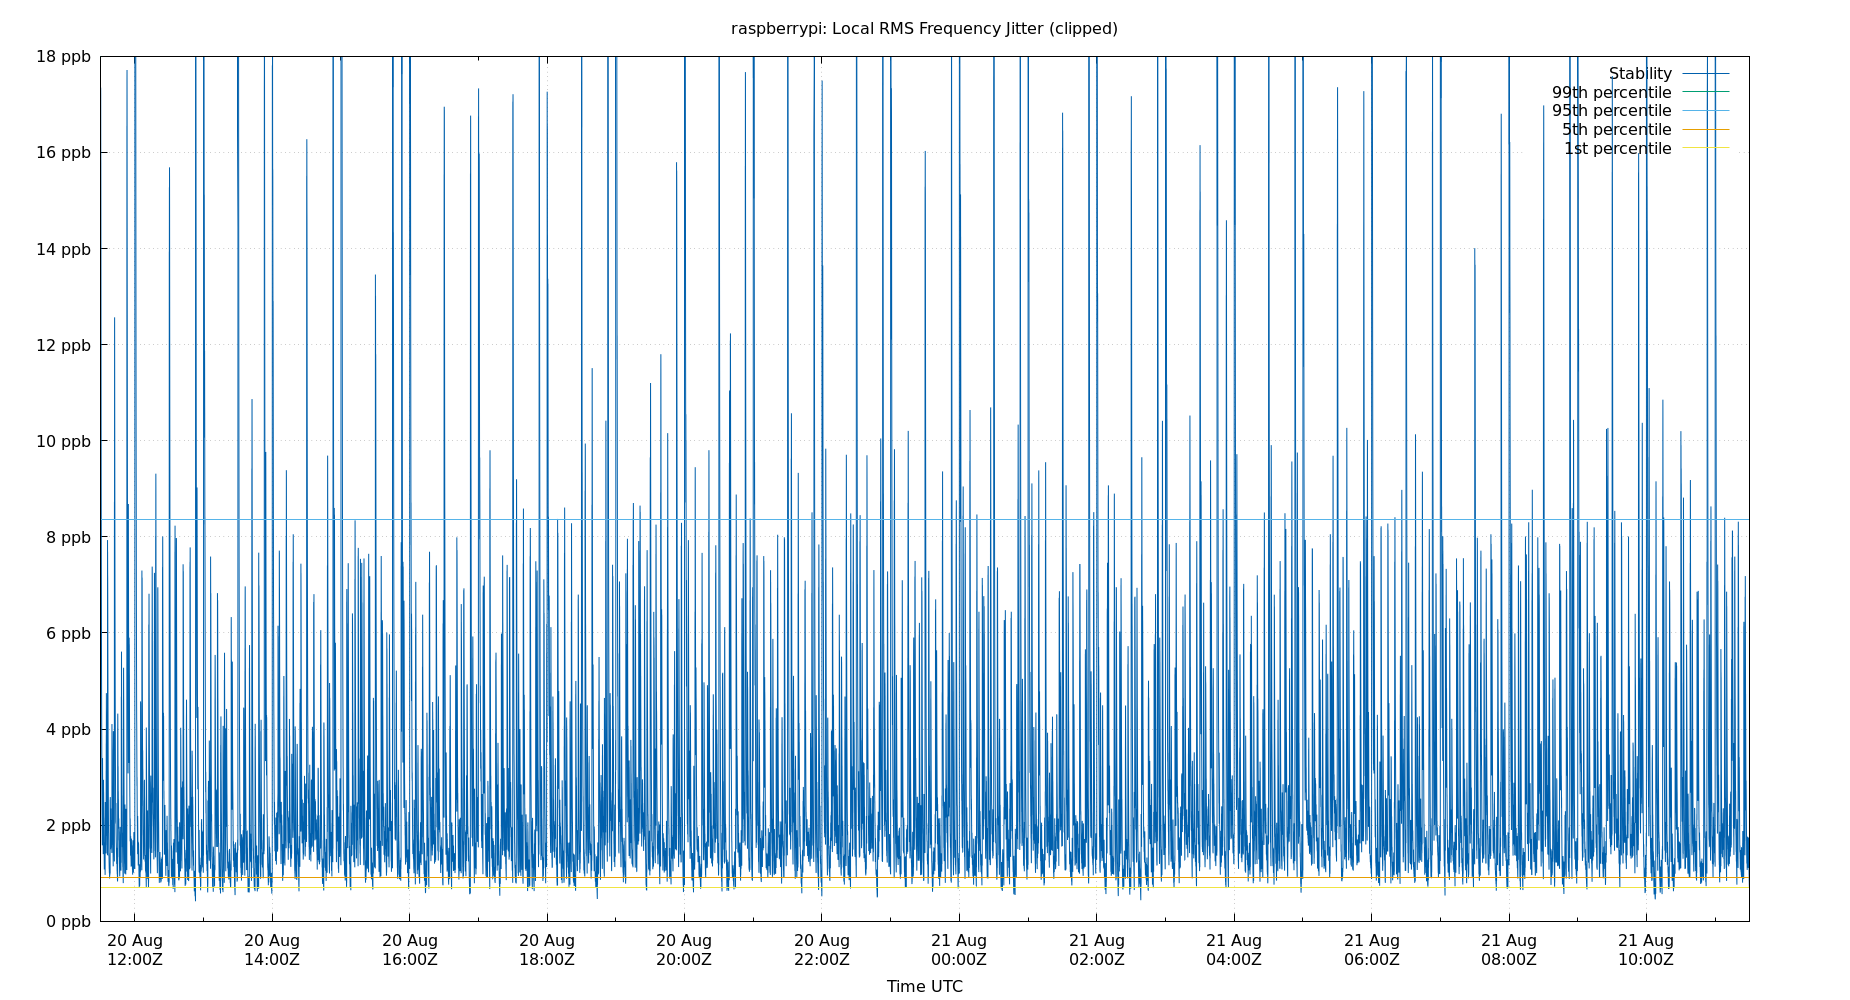 raspberrypi: Local RMS Frequency Jitter (clipped)
18 ppb
16 ppb
14 ppb
12 ppb
10 ppb
8 ppb
6 ppb
4 ppb
2 ppb
0 ppb
Stability
99th percentile
95th percentile
5th percentile
1st percentile
20 Aug
12:00Z
20 Aug
14:00Z
20 Aug
16:00Z
20 Aug
18:00Z
20 Aug
20:00Z
20 Aug
22:00Z
21 Aug
00:00Z
21 Aug
02:00Z
21 Aug
04:00Z
21 Aug
06:00Z
21 Aug
08:00Z
21 Aug
10:00Z
Time UTC